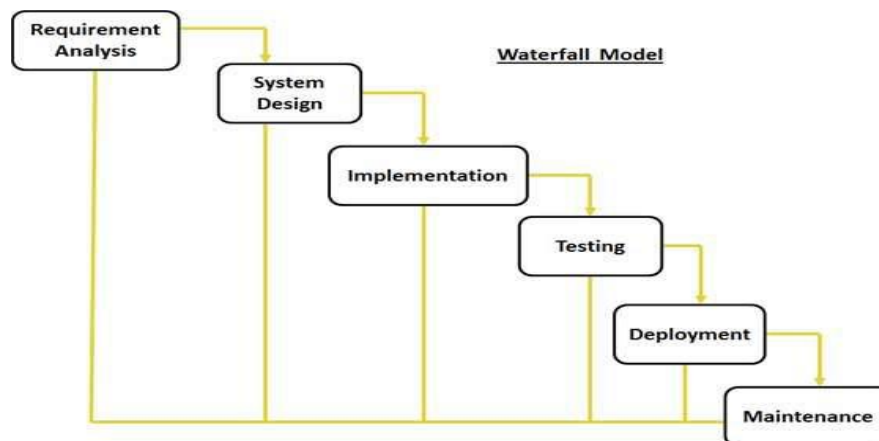 Requirement
Analysis
Waterfall Model
System
Design
Implementation
Testing
Deployment
Maintenance